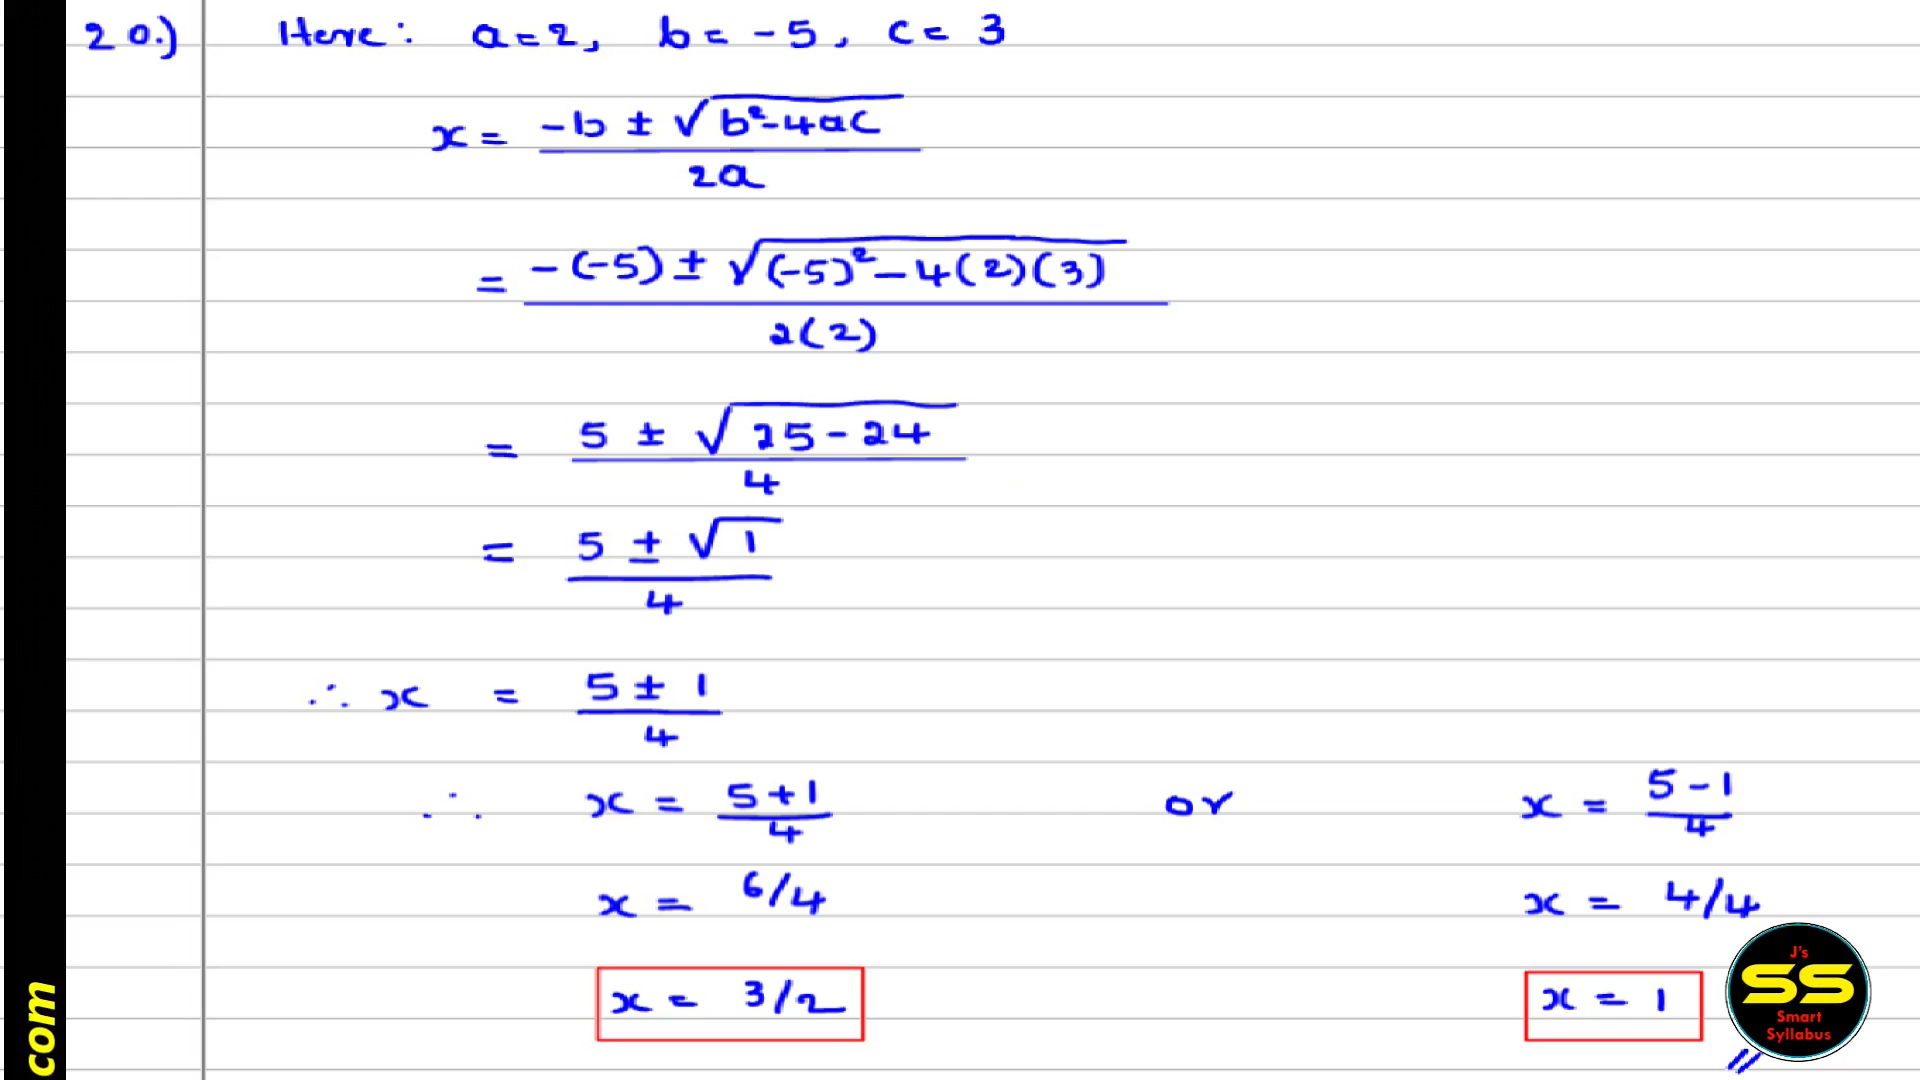 20.) Here: a=2, b= -5, c= 3
x = -b ± √b²-4ac
2a
= -(-5) ± √(-5)²-4(2)(3)
2(2)
= 5 ± √25-24
4
= 5 ± √1
4
∴ x = 5 ± 1
4
∴ x = 5+1 or x = 5-1
4 4
x = 6/4 x = 4/4
x = 3/2 x = 1
J's
SS
Smart
Syllabus
com